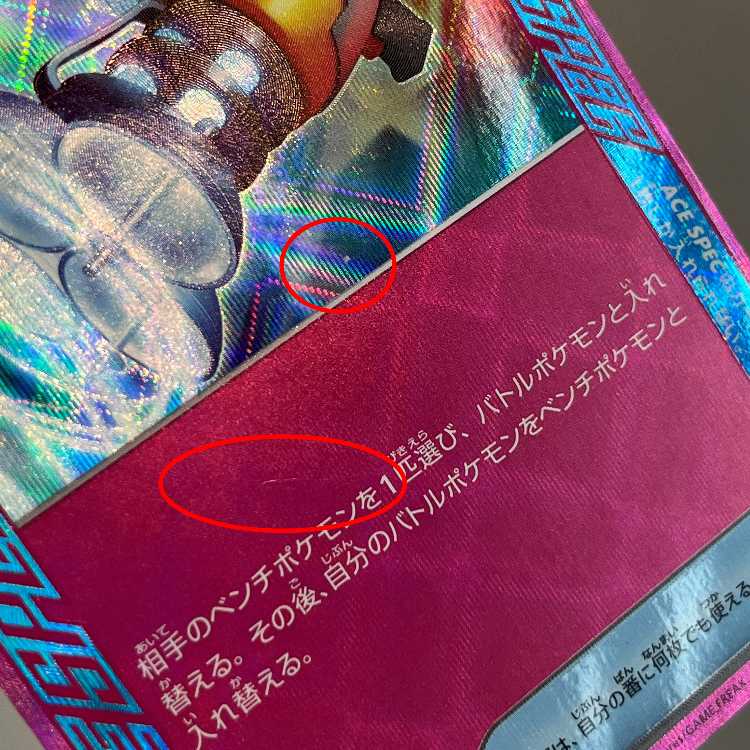 ACE SPEC
相手のベンチポケモンを1匹選び、バトルポケモンと入れ
替える。その後、自分のバトルポケモンをベンチポケモンと
入れ替える。
自分の番に何枚でも使える
GAME FREAK